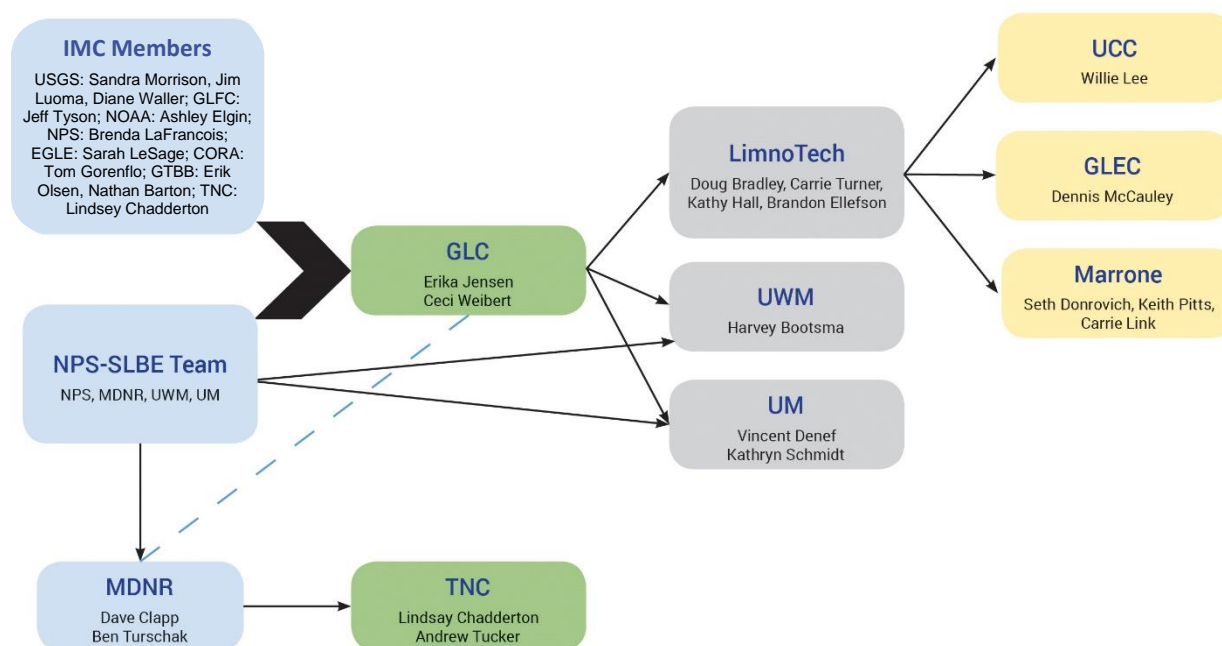 IMC Members
USGS: Sandra Morrison, Jim
Luoma, Diane Waller; GLFC:
Jeff Tyson; NOAA: Ashley Elgin;
NPS: Brenda LaFrancois;
EGLE: Sarah LeSage; CORA:
Tom Gorenflo; GTBB: Erik
Olsen, Nathan Barton; TNC:
Lindsey Chadderton
NPS-SLBE Team
NPS, MDNR, UWM, UM
MDNR
Dave Clapp
Ben Turschak
GLC
Erika Jensen
Ceci Weibert
TNC
Lindsay Chadderton
Andrew Tucker
LimnoTech
Doug Bradley, Carrie Turner,
Kathy Hall, Brandon Ellefson
UWM
Harvey Bootsma
UM
Vincent Denef
Kathryn Schmidt
UCC
Willie Lee
GLEC
Dennis McCauley
Marrone
Seth Donrovich, Keith Pitts,
Carrie Link